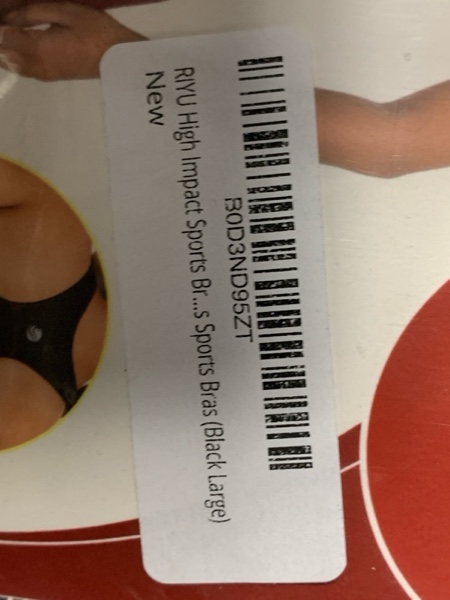 B0D3ND95ZT
RIYU High Impact Sports Br...s Sports Bras (Black Large)
New